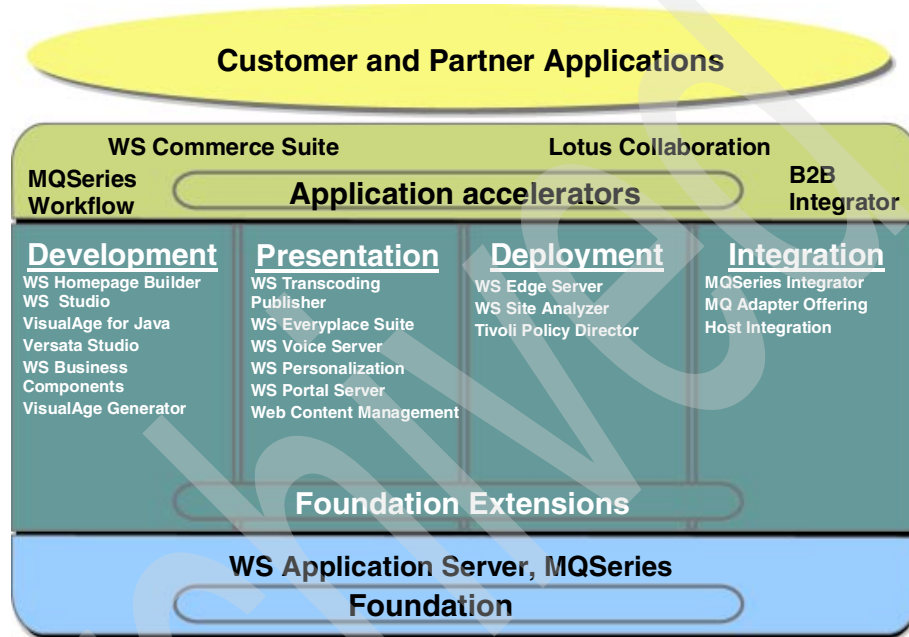 Customer and Partner Applications
WS Commerce Suite
Lotus Collaboration
MQSeries
Workflow
Application accelerators
B2B
Integrator
Development
WS Homepage Builder
WS Studio
VisualAge for Java
Versata Studio
WS Business
Components
VisualAge Generator
Presentation
WS Transcoding
Publisher
WS Everyplace Suite
WS Voice Server
WS Personalization
WS Portal Server
Web Content Management
Deployment
WS Edge Server
WS Site Analyzer
Tivoli Policy Director
Integration
MQSeries Integrator
MQ Adapter Offering
Host Integration
Foundation Extensions
WS Application Server, MQSeries
Foundation